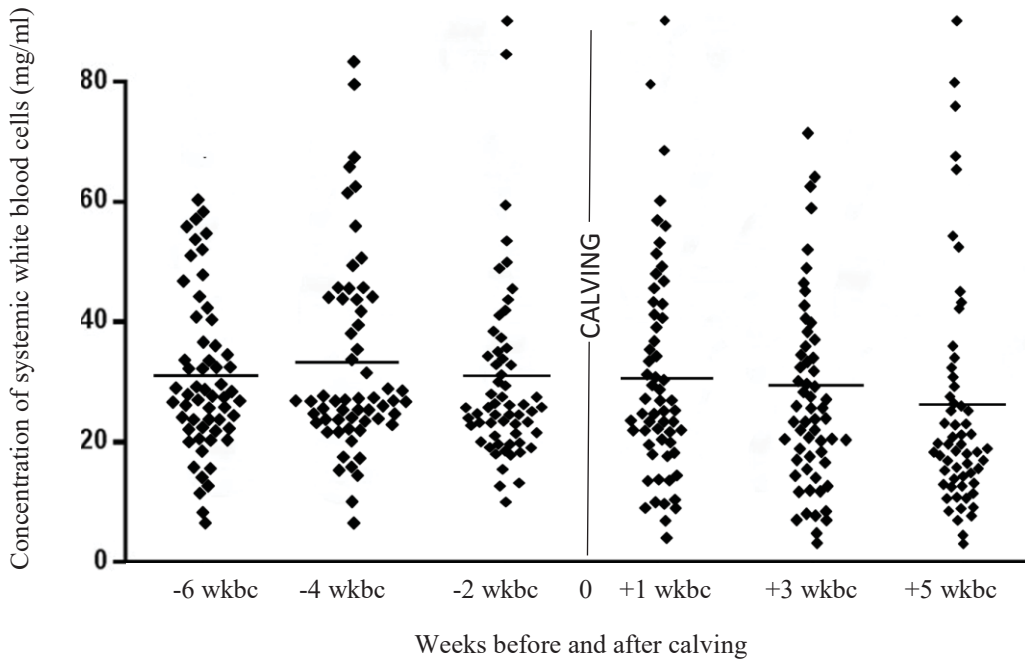 Concentration of systemic white blood cells (mg/ml)
80
60
40
20
0
CALVING
-6 wkbc -4 wkbc -2 wkbc 0 +1 wkbc +3 wkbc +5 wkbc
Weeks before and after calving